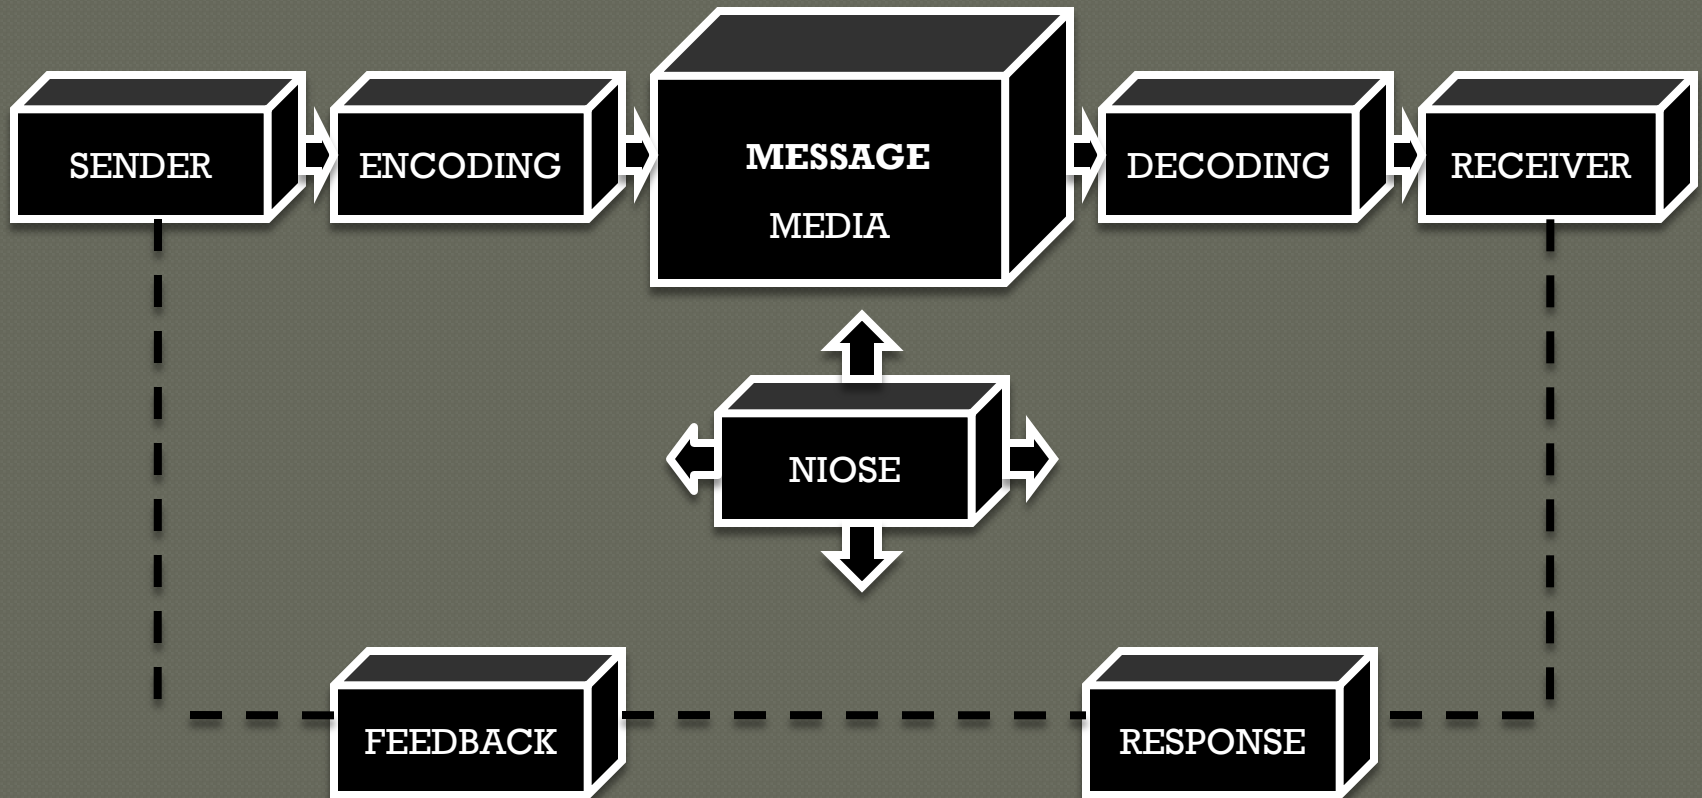 SENDER
ENCODING
MESSAGE
MEDIA
DECODING
RECEIVER
NIOSE
FEEDBACK
RESPONSE